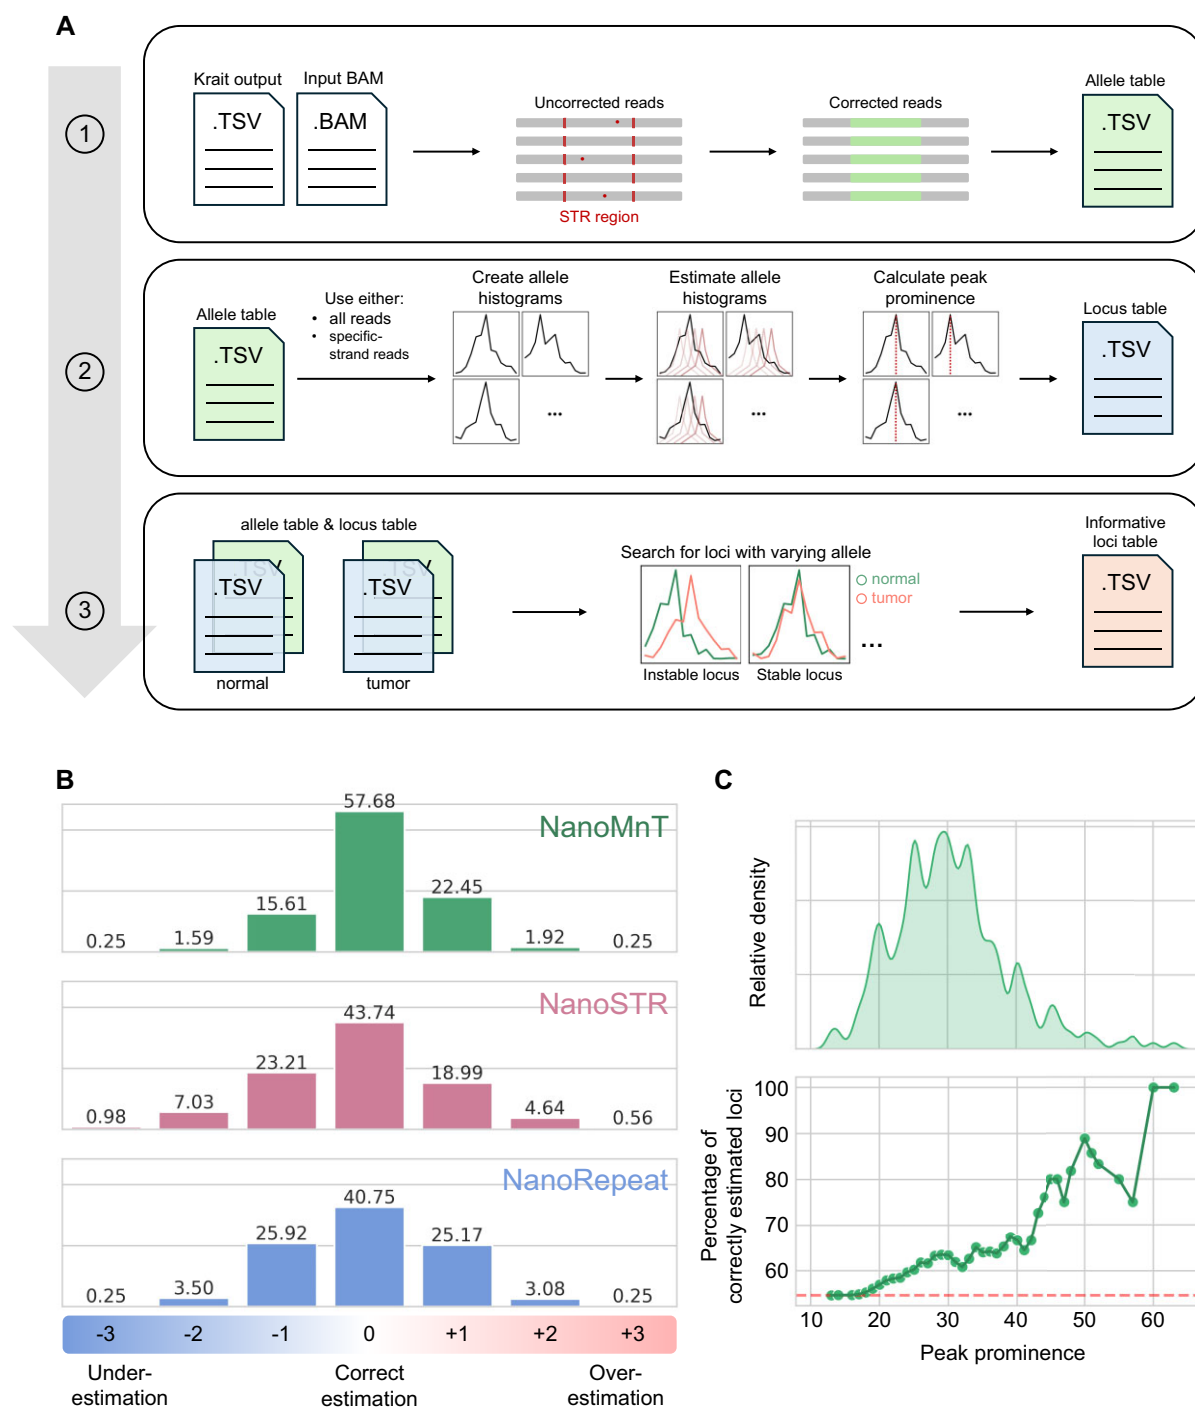 A
1
Krait output
Input BAM
.TSV
.BAM
Uncorrected reads
STR region
Corrected reads
Allele table
.TSV
2
Allele table
.TSV
Use either:
• all reads
• specific-
strand reads
Create allele
histograms
...
Estimate allele
histograms
...
Calculate peak
prominence
...
Locus table
.TSV
3
allele table & locus table
.TSV
.TSV
normal
.TSV
.TSV
tumor
Search for loci with varying allele
normal
tumor
...
Instable locus
Stable locus
Informative
loci table
.TSV
B
NanoMnT
0.25
1.59
15.61
57.68
22.45
1.92
0.25
NanoSTR
0.98
7.03
23.21
43.74
18.99
4.64
0.56
NanoRepeat
0.25
3.50
25.92
40.75
25.17
3.08
0.25
-3
-2
-1
0
+1
+2
+3
Under-
estimation
Correct
estimation
Over-
estimation
C
Relative density
Percentage of
correctly estimated loci
100
90
80
70
60
10
20
30
40
50
60
Peak prominence